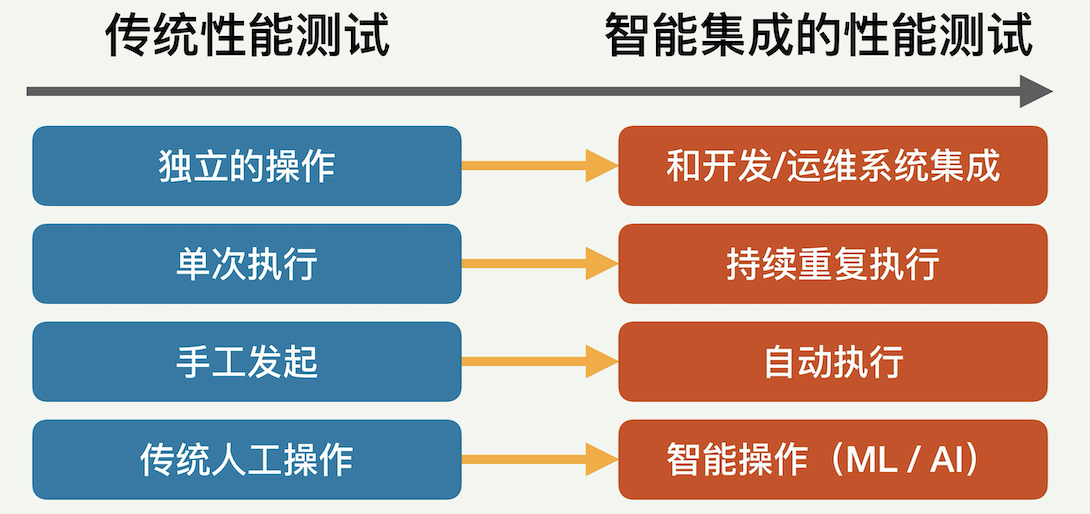 传统性能测试
智能集成的性能测试
独立的操作
和开发/运维系统集成
单次执行
持续重复执行
手工发起
自动执行
传统人工操作
智能操作（ML / AI）